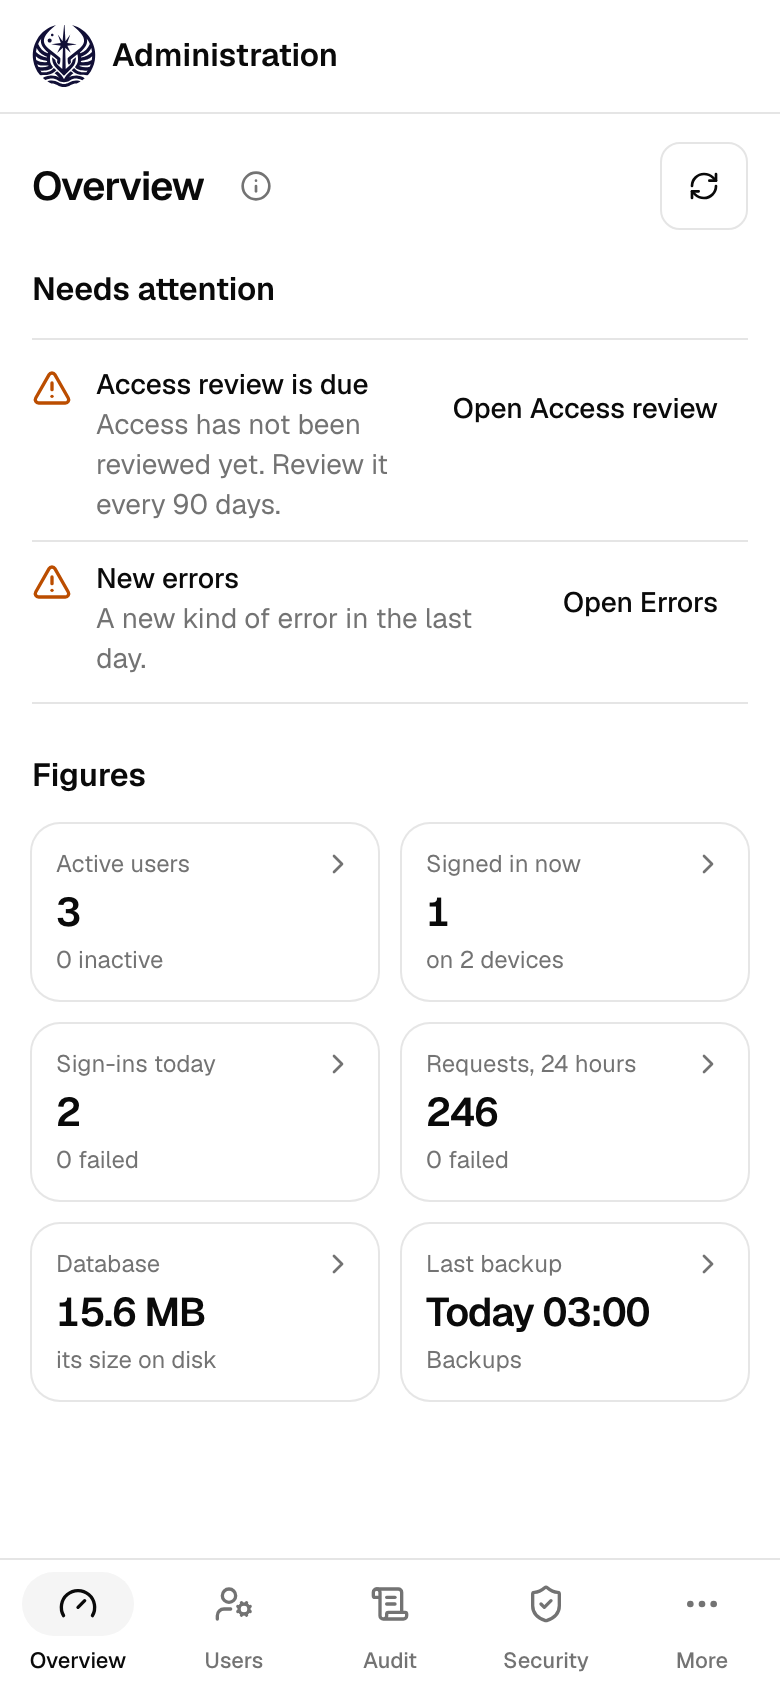 Administration
Overview
Needs attention
Access review is due
Access has not been
reviewed yet. Review it
every 90 days.
Open Access review
New errors
A new kind of error in the last
day.
Open Errors
Figures
Active users
3
0 inactive
Signed in now
1
on 2 devices
Sign-ins today
2
0 failed
Requests, 24 hours
246
0 failed
Database
15.6 MB
its size on disk
Last backup
Today 03:00
Backups
Overview
Users
Audit
Security
More